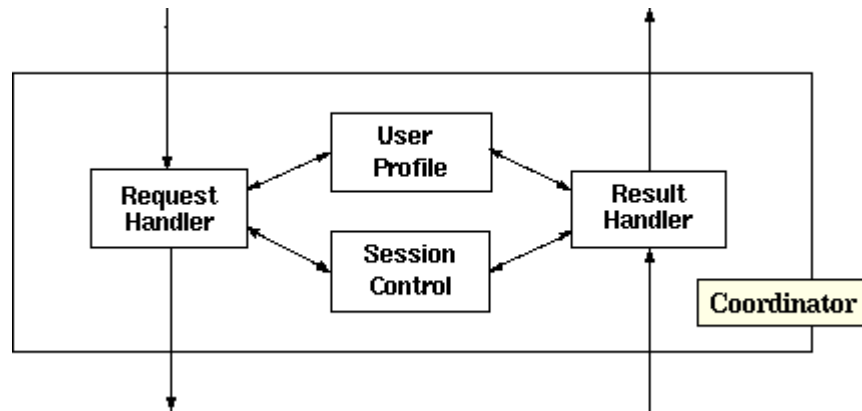 User
Profile
Request
Handler
Result
Handler
Session
Control
Coordinator